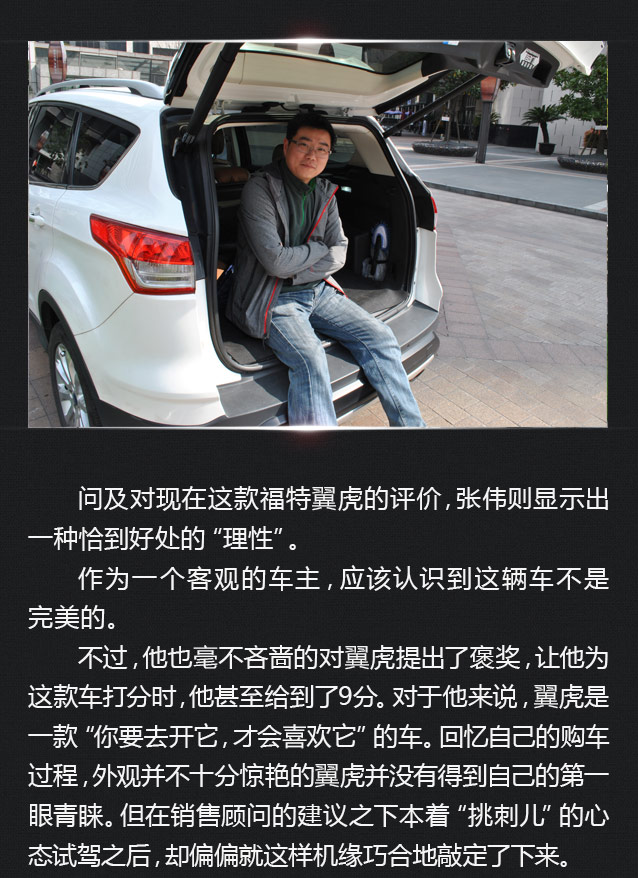 问及对现在这款福特翼虎的评价,张伟则显示出
一种恰到好处的“理性”。
作为一个客观的车主,应该认识到这辆车不是
完美的。
不过,他也毫不吝啬的对翼虎提出了褒奖,让他为
这款车打分时,他甚至给到了9分。对于他来说,翼虎是
一款“你要去开它,才会喜欢它”的车。回忆自己的购车
过程,外观并不十分惊艳的翼虎并没有得到自己的第一
眼青睐。但在销售顾问的建议之下本着“挑刺儿”的心
态试驾之后,却偏偏就这样机缘巧合地敲定了下来。